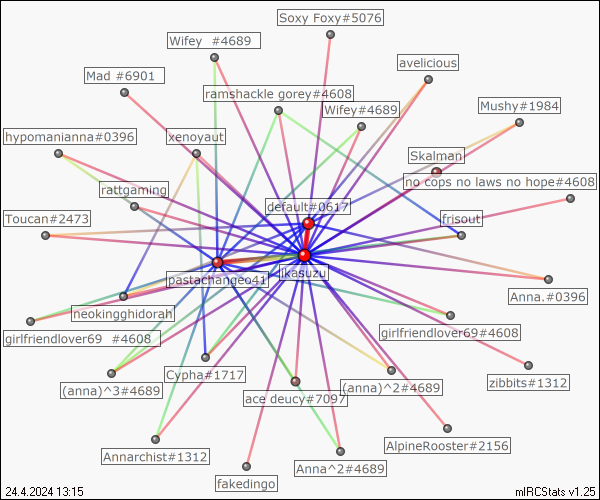 Soxy Foxy#5076
Wifey  #4689
avelicious
Mad #6901
ramshackle gorey#4608
Wifey#4689
Mushy#1984
hypomanianna#0396
xenoyaut
Skalman
no cops no laws no hope#4608
rattgaming
default#0617
Toucan#2473
frisout
pastachangeo41
jikasuzu
Anna.#0396
neokingghidorah
girlfriendlover69  #4608
girlfriendlover69#4608
(anna)^3#4689
Cypha#1717
ace deucy#7097
(anna)^2#4689
zibbits#1312
Annarchist#1312
AlpineRooster#2156
Anna^2#4689
fakedingo
24.4.2024 13:15
mIRCStats v1.25